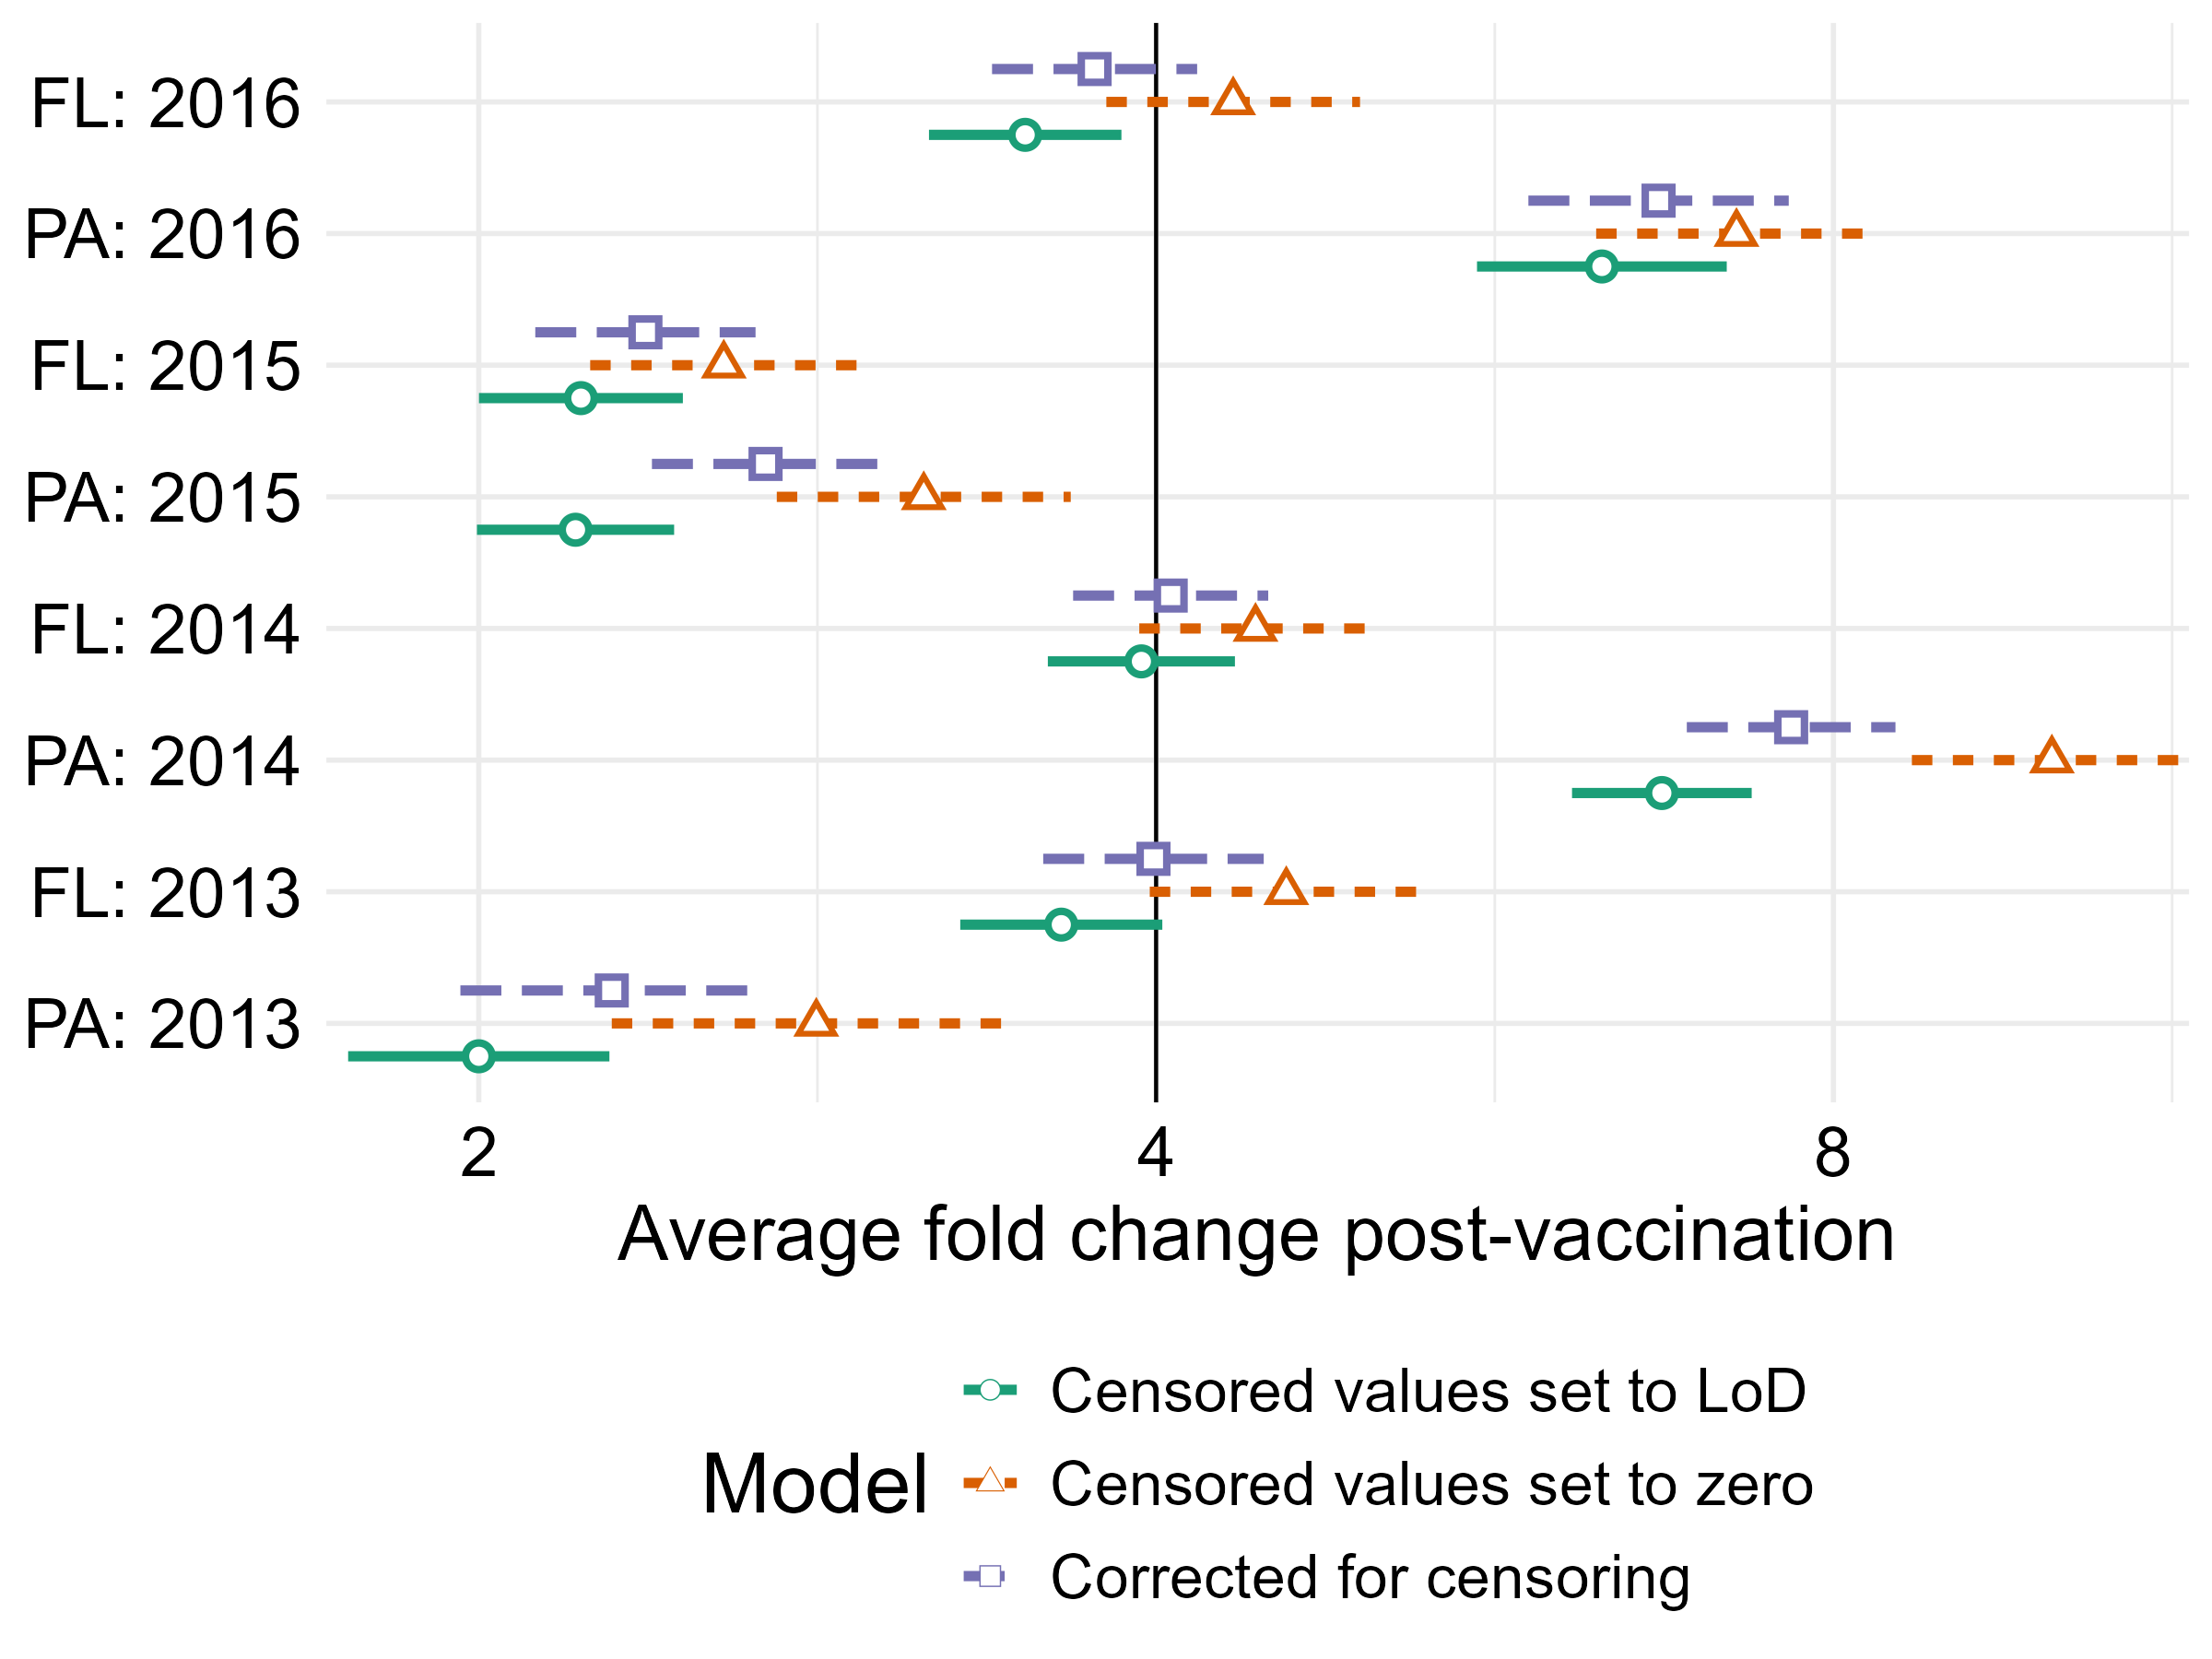 FL: 2016
PA: 2016
FL: 2015
PA: 2015
FL: 2014
PA: 2014
FL: 2013
PA: 2013
2 4 8
Average fold change post-vaccination
Model
Censored values set to LoD
Censored values set to zero
Corrected for censoring